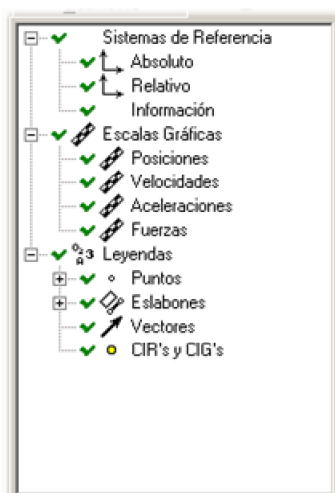 Sistemas de Referencia
Absoluto
Relativo
Información
Escalas Gráficas
Posiciones
Velocidades
Aceleraciones
Fuerzas
Leyendas
Puntos
Eslabones
Vectores
CIR's y CIG's